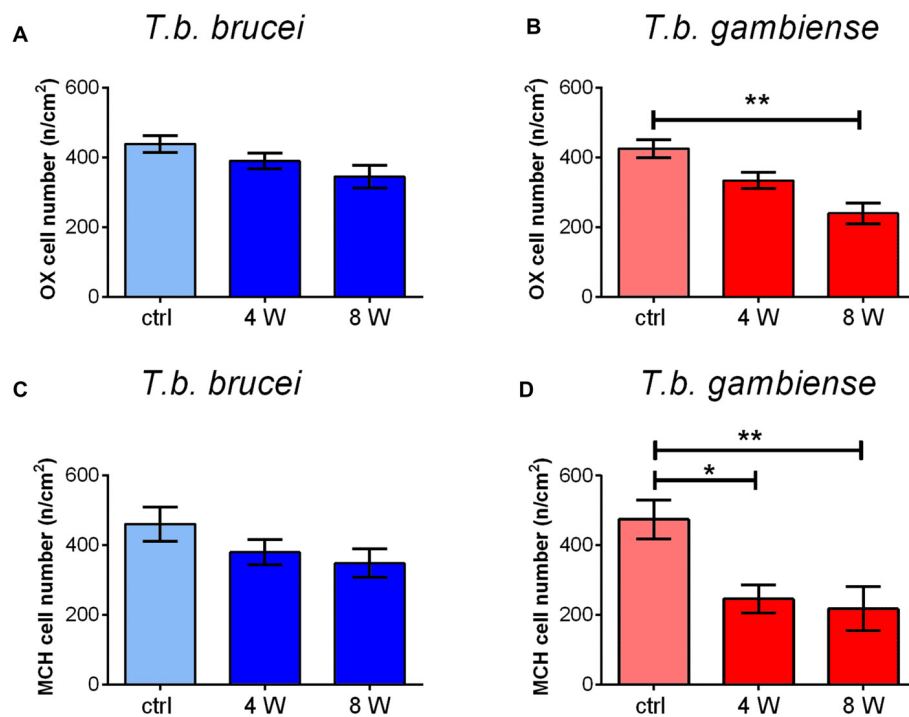 A
T.b. brucei
OX cell number (n/cm²)
600
400
200
0
ctrl
4 W
8 W
B
T.b. gambiense
OX cell number (n/cm²)
600
400
200
0
**
ctrl
4 W
8 W
C
T.b. brucei
MCH cell number (n/cm²)
600
400
200
0
ctrl
4 W
8 W
D
T.b. gambiense
MCH cell number (n/cm²)
600
400
200
0
**
*
ctrl
4 W
8 W